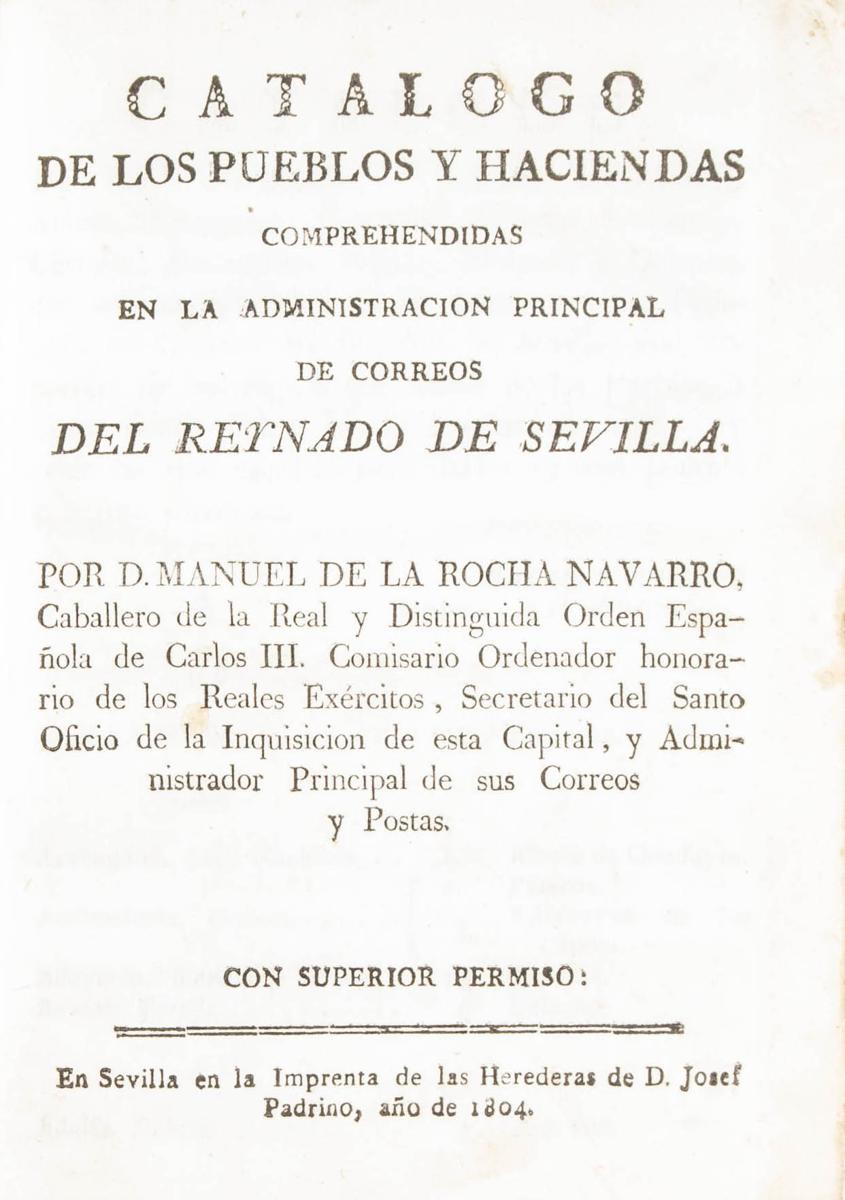 CATALOGO
DE LOS PUEBLOS Y HACIENDAS
COMPREHENDIDAS
EN LA ADMINISTRACION PRINCIPAL
DE CORREOS
DEL REYNADO DE SEVILLA.
POR D. MANUEL DE LA ROCHA NAVARRO,
Caballero de la Real y Distinguida Orden Espa-
ñola de Carlos III. Comisario Ordenador honora-
rio de los Reales Exércitos, Secretario del Santo
Oficio de la Inquisicion de esta Capital, y Admi-
nistrador Principal de sus Correos
y Postas.
CON SUPERIOR PERMISO:
En Sevilla en la Imprenta de las Herederas de D. Josef
Padrino, año de 1804.